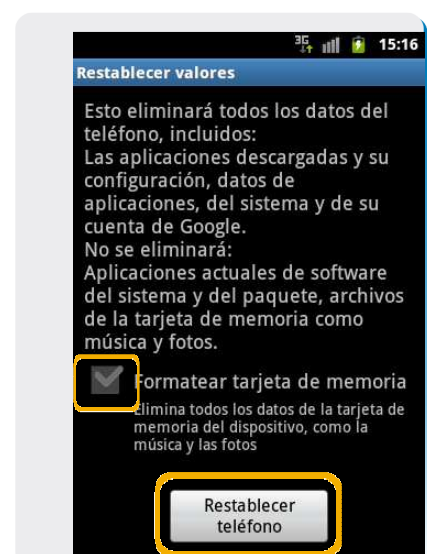 3G 15:16
Restablecer valores
Esto eliminará todos los datos del
teléfono, incluidos:
Las aplicaciones descargadas y su
configuración, datos de
aplicaciones, del sistema y de su
cuenta de Google.
No se eliminará:
Aplicaciones actuales de software
del sistema y del paquete, archivos
de la tarjeta de memoria como
música y fotos.
Formatear tarjeta de memoria
Elimina todos los datos de la tarjeta de
memoria del dispositivo, como la
música y las fotos
Restablecer
teléfono